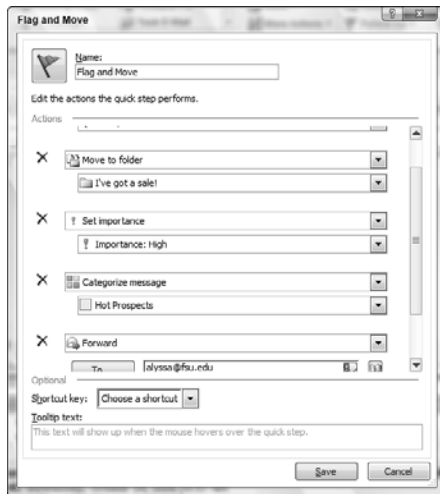 Flag and Move
Name:
Flag and Move
Edit the actions the quick step performs.
Actions
Move to folder
I've got a sale!
Set importance
Importance: High
Categorize message
Hot Prospects
Forward
To alyssa@fsu.edu
Optional
Shortcut key: Choose a shortcut
Tooltip text:
This text will show up when the mouse hovers over the quick step.
Save Cancel